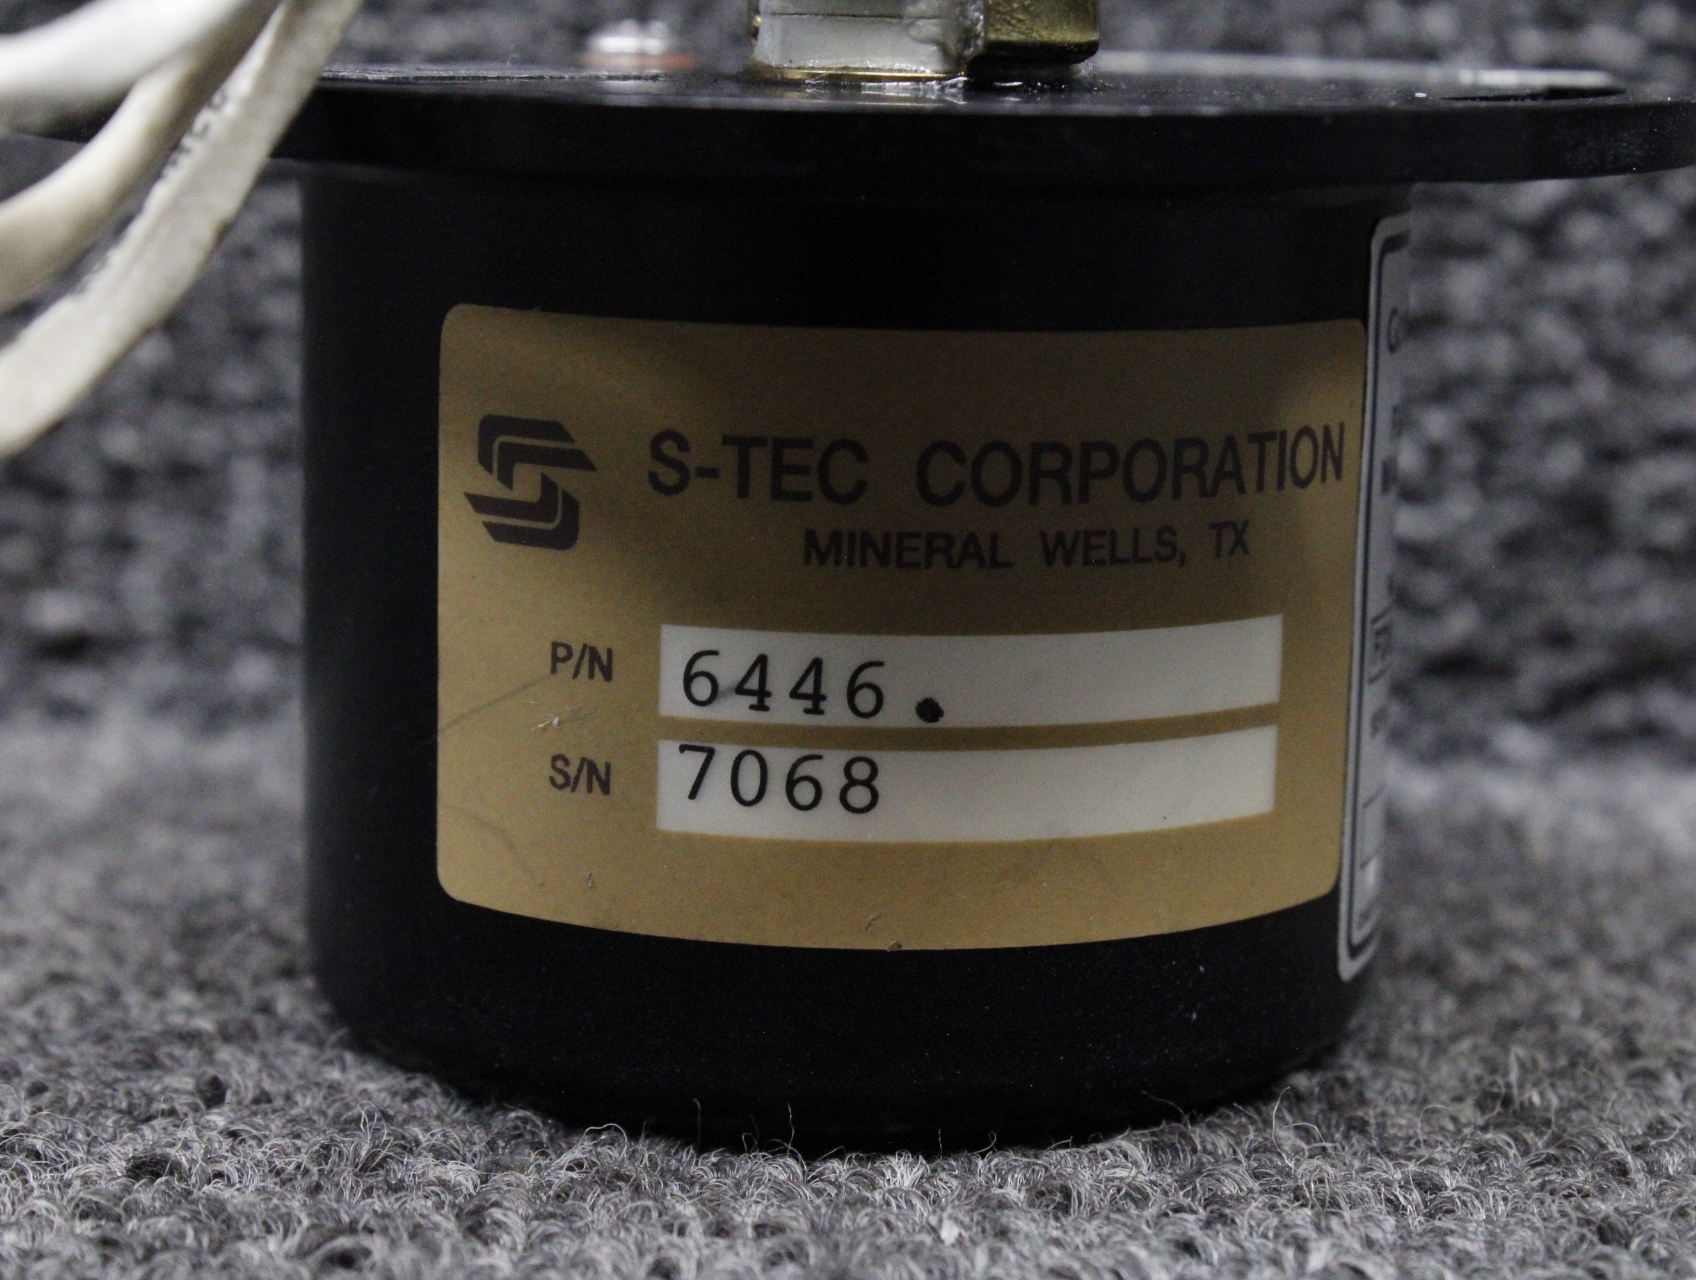 S-TEC CORPORATION
MINERAL WELLS, TX
P/N 6446.
S/N 7068